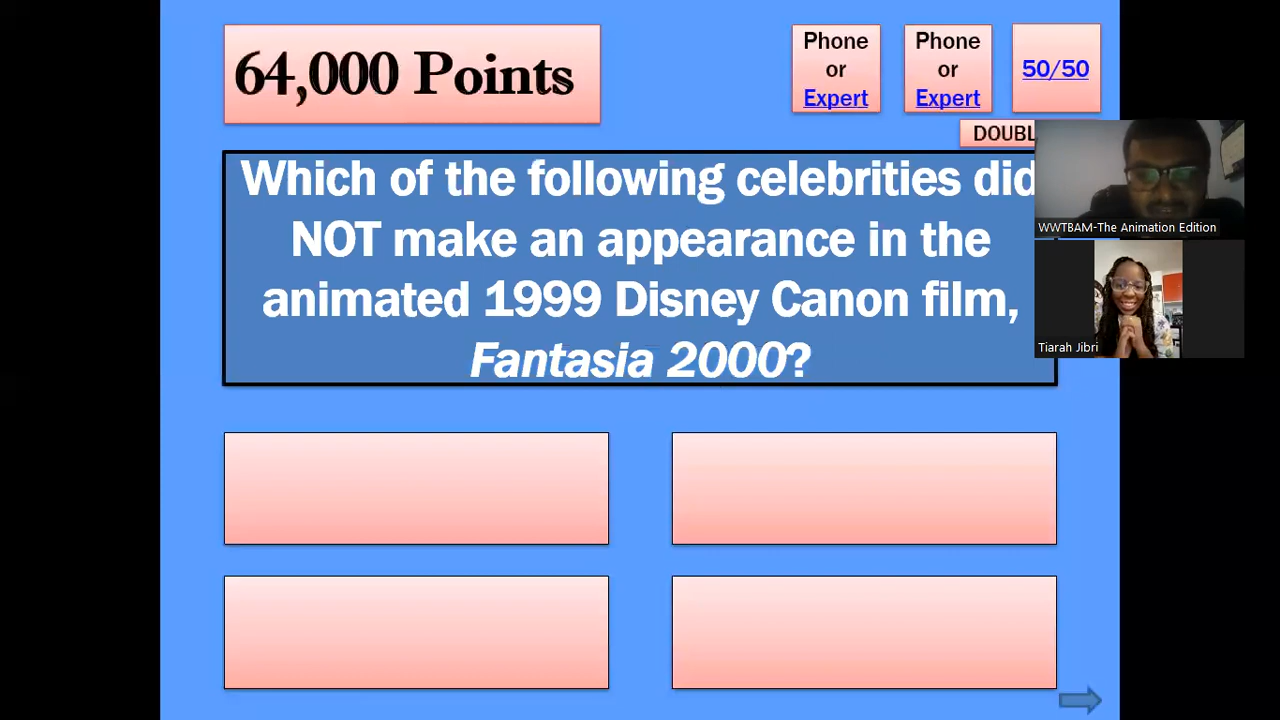 64,000 Points
Phone
or
Expert
Phone
or
Expert
50/50
DOUBL
Which of the following celebrities did
NOT make an appearance in the
animated 1999 Disney Canon film,
Fantasia 2000?
WWTBAM-The Animation Edition
Tiarah Jibri